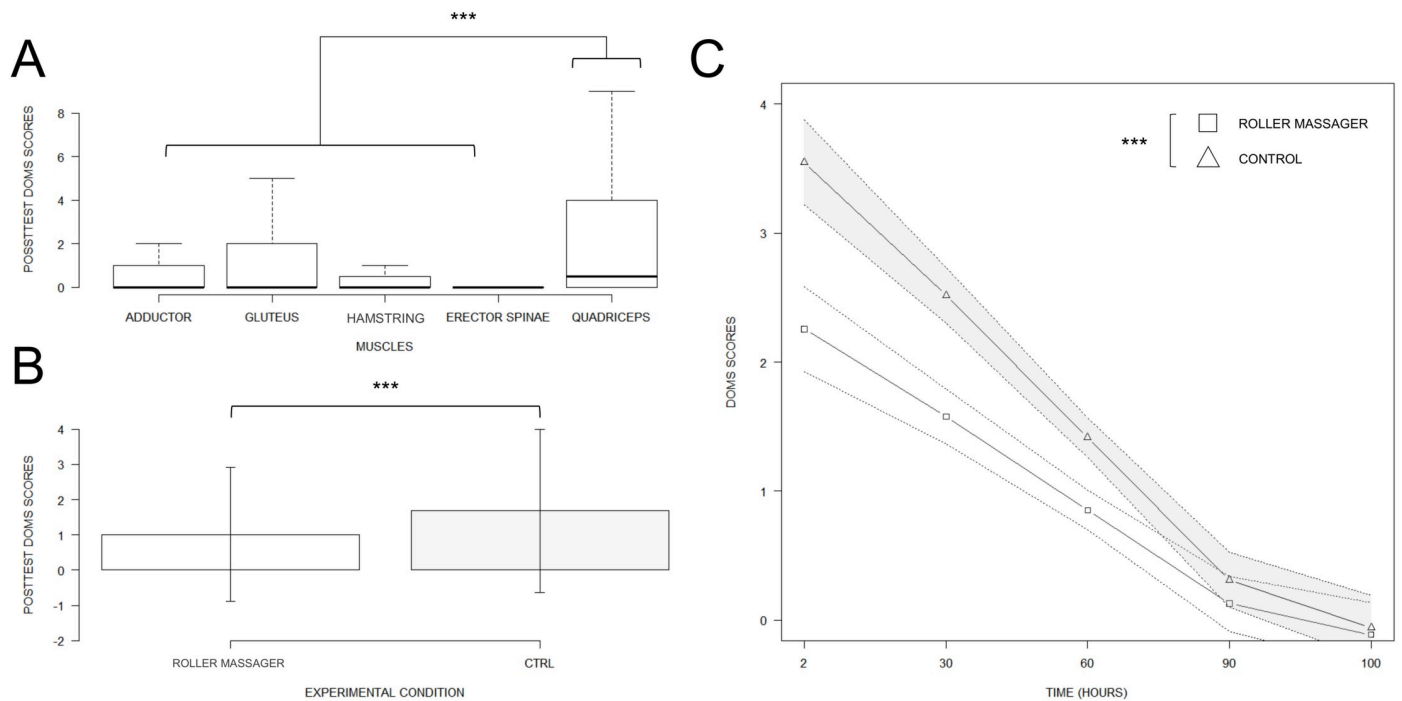 A
***
POSSTTEST DOMS SCORES
8
6
4
2
0
ADDUCTOR GLUTEUS HAMSTRING ERECTOR SPINAE QUADRICEPS
MUSCLES
B
***
POSTTEST DOMS SCORES
4
3
2
1
0
-1
-2
ROLLER MASSAGER CTRL
EXPERIMENTAL CONDITION
C
*** ROLLER MASSAGER
CONTROL
DOMS SCORES
4
3
2
1
0
2 30 60 90 100
TIME (HOURS)